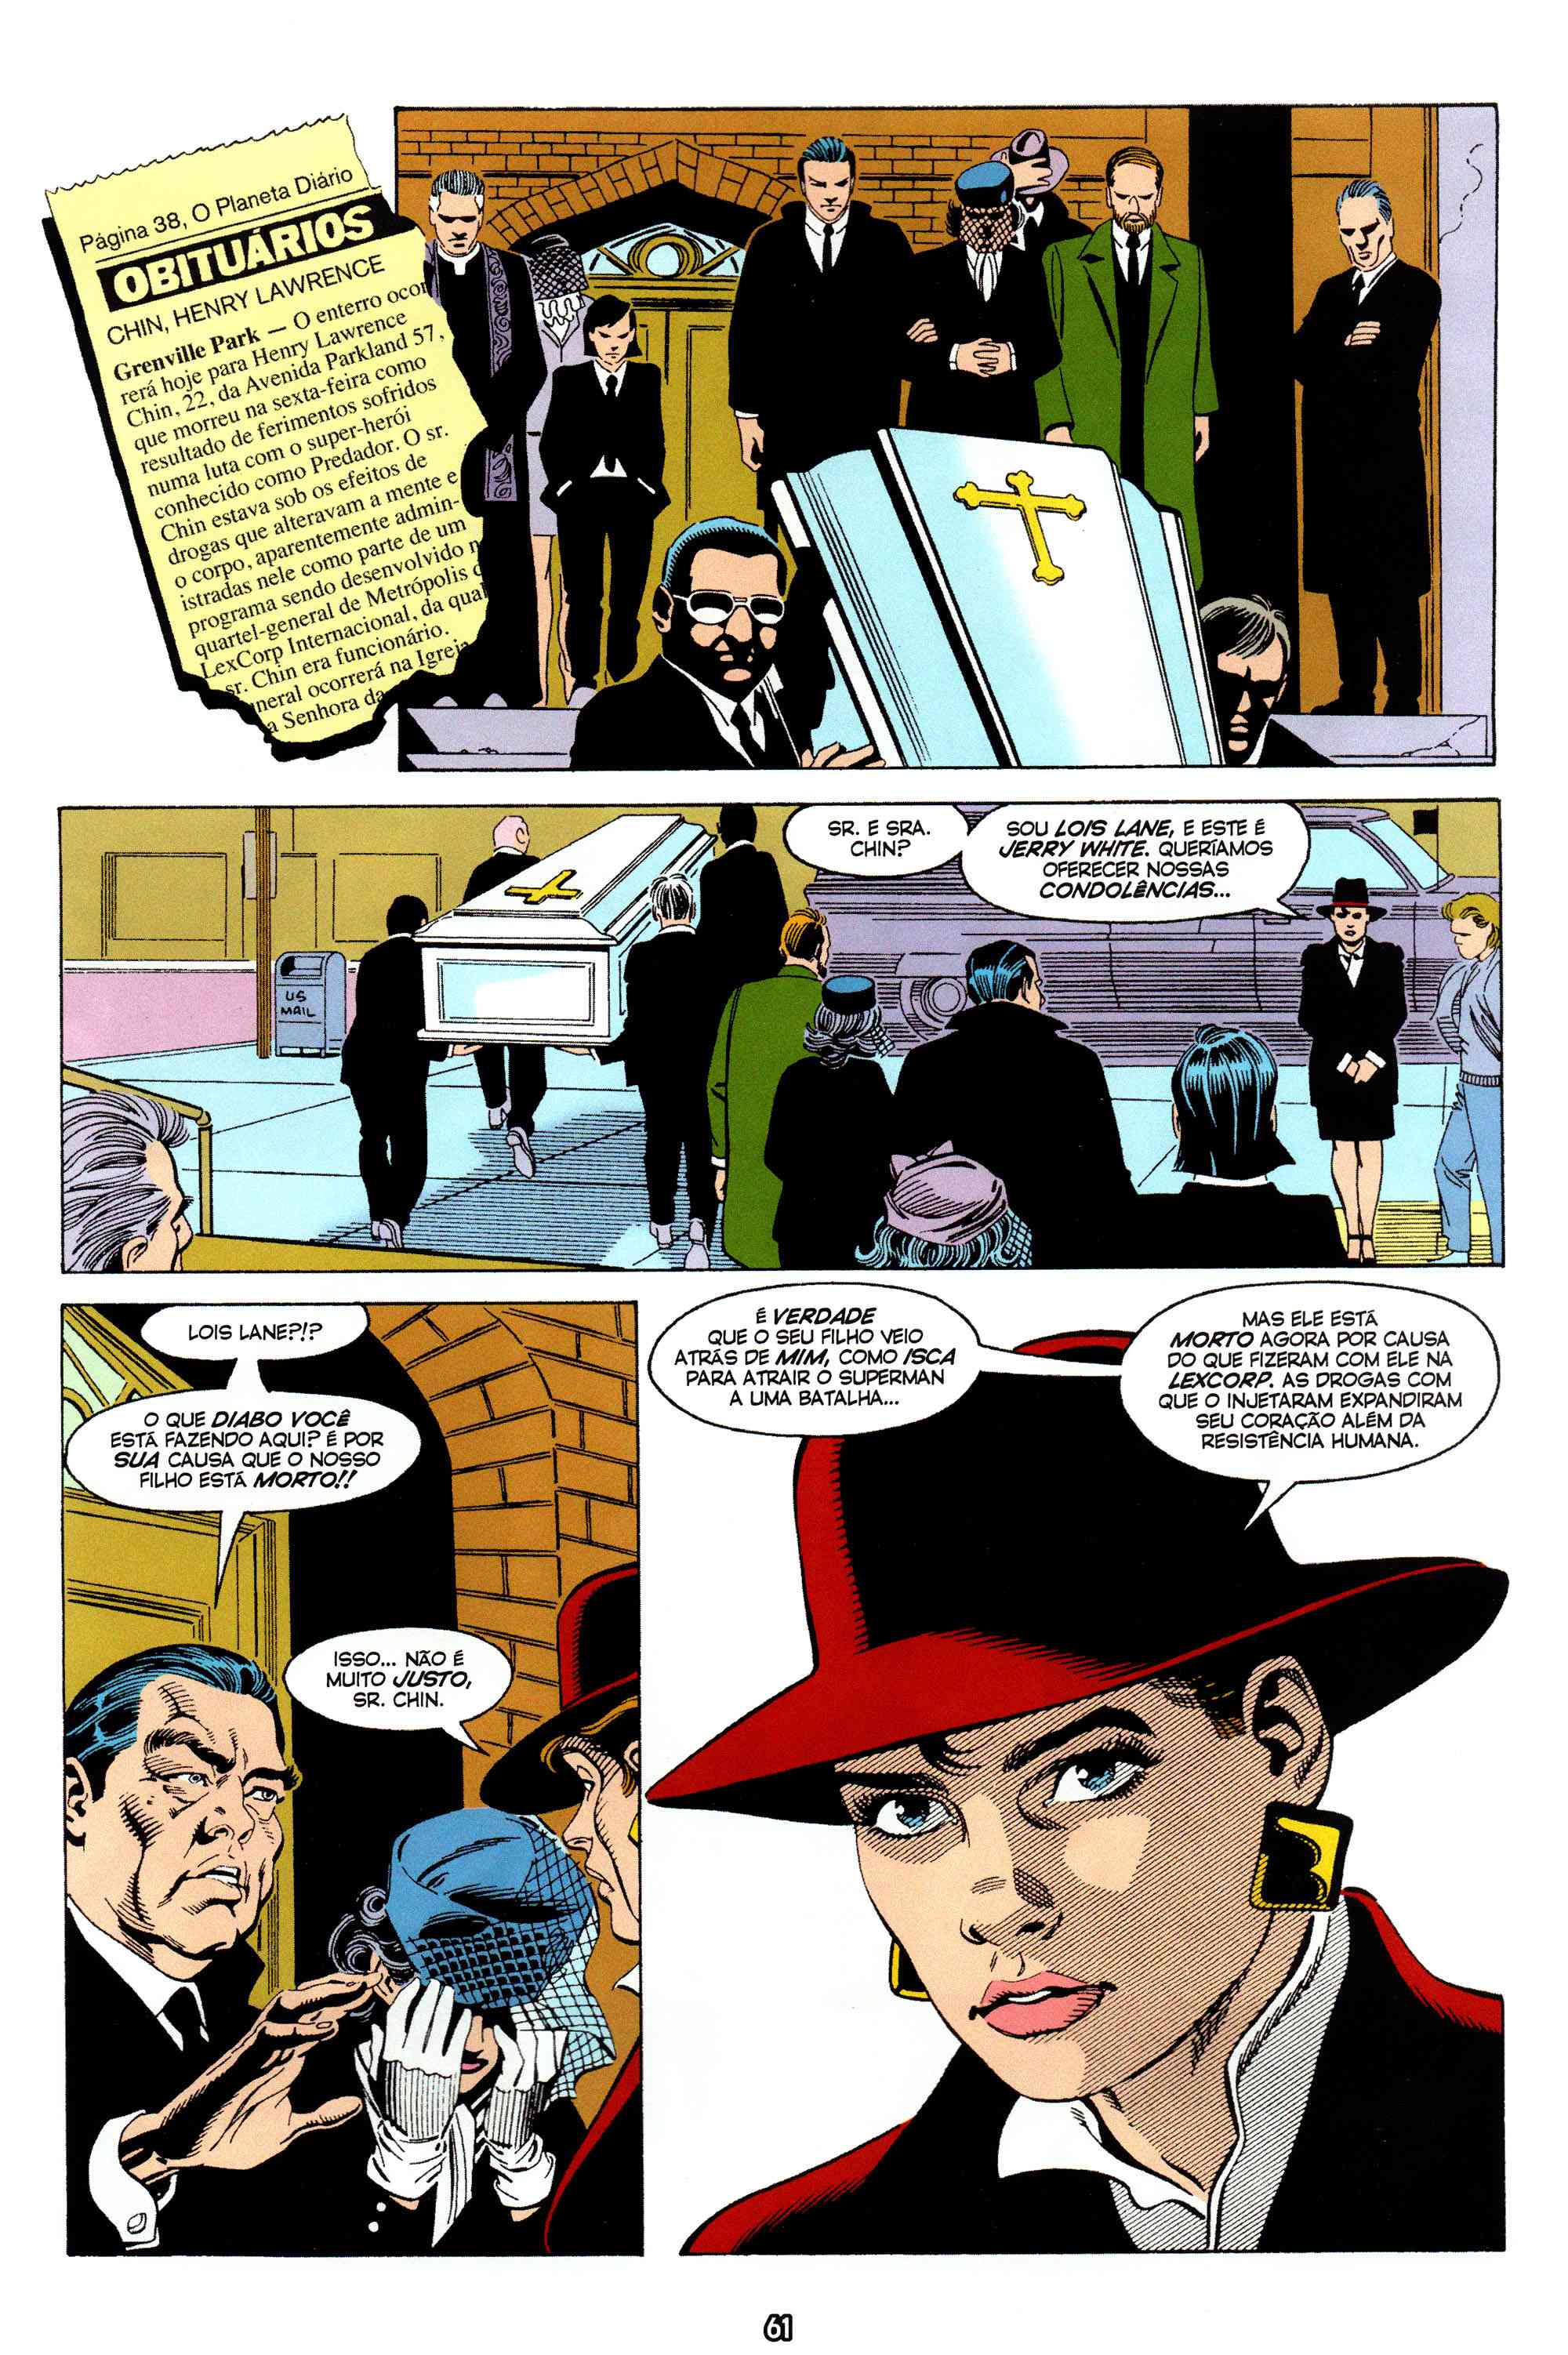 Página 38, O Planeta Diário
OBITUÁRIOS
CHIN, HENRY LAWRENCE
Grenville Park — O enterro ocor
rerá hoje para Henry Lawrence
Chin, 22, da Avenida Parkland 57,
que morreu na sexta-feira como
resultado de ferimentos sofridos
numa luta com o super-herói
conhecido como Predador. O sr.
Chin estava sob os efeitos de
drogas que alteravam a mente e
o corpo, aparentemente admin-
istradas nele como parte de um
programa sendo desenvolvido n
quartel-general de Metrópolis d
LexCorp Internacional, da qual
sr. Chin era funcionário.
neral ocorrerá na Igreja
a Senhora da
SR. E SRA.
CHIN?
SOU LOIS LANE, E ESTE É
JERRY WHITE. QUERÍAMOS
OFERECER NOSSAS
CONDOLÊNCIAS...
US
MAIL
LOIS LANE?!?
O QUE DIABO VOCÊ
ESTÁ FAZENDO AQUI? É POR
SUA CAUSA QUE O NOSSO
FILHO ESTÁ MORTO!!
ISSO... NÃO É
MUITO JUSTO,
SR. CHIN.
É VERDADE
QUE O SEU FILHO VEIO
ATRÁS DE MIM, COMO ISCA
PARA ATRAIR O SUPERMAN
A UMA BATALHA...
MAS ELE ESTÁ
MORTO AGORA POR CAUSA
DO QUE FIZERAM COM ELE NA
LEXCORP. AS DROGAS COM
QUE O INJETARAM EXPANDIRAM
SEU CORAÇÃO ALÉM DA
RESISTÊNCIA HUMANA.
61